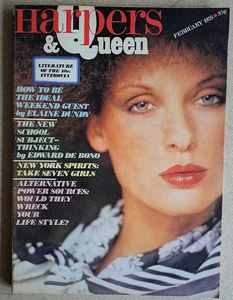 Harpers
& Queen
FEBRUARY 1975
LITERATURE
OF THE 40s:
FITZROVIA
HOW TO BE
THE IDEAL
WEEKEND GUEST
by ELAINE DUNDY
THE NEW
SCHOOL
SUBJECT—
THINKING
by EDWARD DE BONO
NEW YORK SPIRITS:
TAKE SEVEN GIRLS
ALTERNATIVE
POWER SOURCES:
WOULD THEY
WRECK
YOUR
LIFE STYLE?